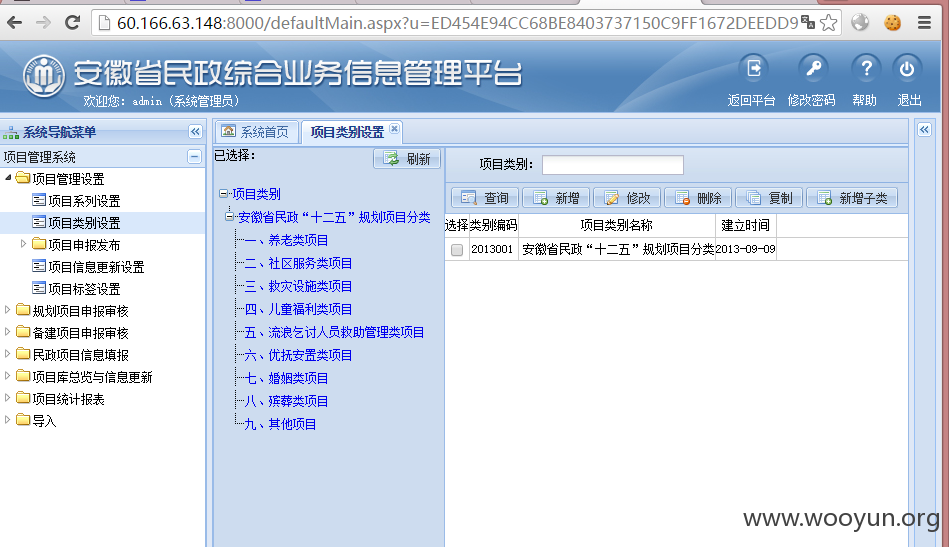 60.166.63.148:8000/defaultMain.aspx?u=ED454E94CC68BE8403737150C9FF1672DEEDD9
安徽省民政综合业务信息管理平台
欢迎您：admin（系统管理员）
返回平台 修改密码 帮助 退出
系统导航菜单
项目管理系统
项目管理设置
项目系列设置
项目类别设置
项目申报发布
项目信息更新设置
项目标签设置
规划项目申报审核
备建项目申报审核
民政项目信息填报
项目库总览与信息更新
项目统计报表
导入
系统首页 项目类别设置
已选择： 刷新
项目类别
安徽省民政“十二五”规划项目分类
一、养老类项目
二、社区服务类项目
三、救灾设施类项目
四、儿童福利类项目
五、流浪乞讨人员救助管理类项目
六、优抚安置类项目
七、婚姻类项目
八、殡葬类项目
九、其他项目
项目类别：
查询 新增 修改 删除 复制 新增子类
选择 类别编码 项目类别名称 建立时间
2013001 安徽省民政“十二五”规划项目分类 2013-09-09
www.wooyun.org